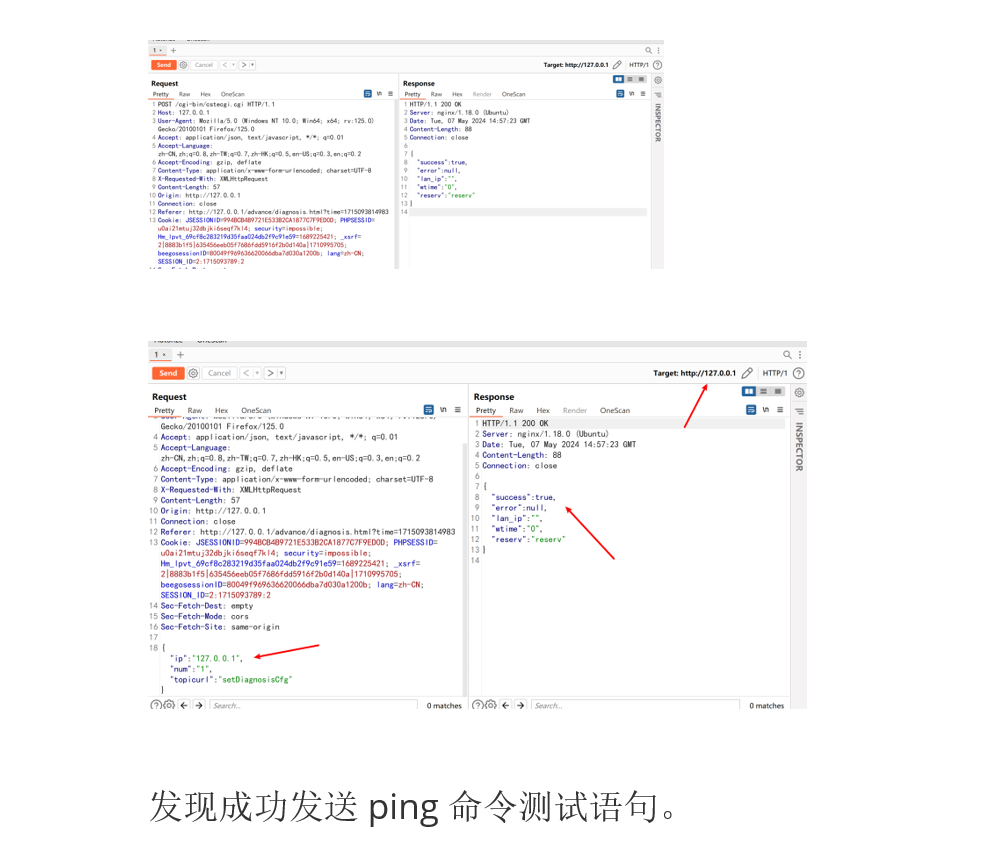 1 × +
Send Cancel < > Target: http://127.0.0.1 HTTP/1 ?
Request
Pretty Raw Hex OneScan \n
1 POST /cgi-bin/cstecgi.cgi HTTP/1.1
2 Host: 127.0.0.1
3 User-Agent: Mozilla/5.0 (Windows NT 10.0; Win64; x64; rv:125.0)
Gecko/20100101 Firefox/125.0
4 Accept: application/json, text/javascript, */*; q=0.01
5 Accept-Language:
zh-CN,zh;q=0.8,zh-TW;q=0.7,zh-HK;q=0.5,en-US;q=0.3,en;q=0.2
6 Accept-Encoding: gzip, deflate
7 Content-Type: application/x-www-form-urlencoded; charset=UTF-8
8 X-Requested-With: XMLHttpRequest
9 Content-Length: 57
10 Origin: http://127.0.0.1
11 Connection: close
12 Referer: http://127.0.0.1/advance/diagnosis.html?time=1715093814983
13 Cookie: JSESSIONID=994BCB4B9721E533B2CA1877C7F9ED0D; PHPSESSID=
u0ai21mtuj32dbjki6seqf7kl4; security=impossible;
Hm_lpvt_69cf8c283219d35faa024db2f9c91e59=1689225421; _xsrf=
2|8883b1f5|635456eeb05f7686fdd5916f2b0d140a|1710995705;
beegosessionID=80049f969636620066dba7d030a1200b; lang=zh-CN;
SESSION_ID=2:1715093789:2
Response
Pretty Raw Hex Render OneScan \n
1 HTTP/1.1 200 OK
2 Server: nginx/1.18.0 (Ubuntu)
3 Date: Tue, 07 May 2024 14:57:23 GMT
4 Content-Length: 88
5 Connection: close
6
7 {
8 "success":true,
9 "error":null,
10 "lan_ip":"",
11 "wtime":"0",
12 "reserv":"reserv"
13 }
14
INSPECTOR
1 × +
Send Cancel < > Target: http://127.0.0.1 HTTP/1 ?
Request
Pretty Raw Hex OneScan \n
Gecko/20100101 Firefox/125.0
4 Accept: application/json, text/javascript, */*; q=0.01
5 Accept-Language:
zh-CN,zh;q=0.8,zh-TW;q=0.7,zh-HK;q=0.5,en-US;q=0.3,en;q=0.2
6 Accept-Encoding: gzip, deflate
7 Content-Type: application/x-www-form-urlencoded; charset=UTF-8
8 X-Requested-With: XMLHttpRequest
9 Content-Length: 57
10 Origin: http://127.0.0.1
11 Connection: close
12 Referer: http://127.0.0.1/advance/diagnosis.html?time=1715093814983
13 Cookie: JSESSIONID=994BCB4B9721E533B2CA1877C7F9ED0D; PHPSESSID=
u0ai21mtuj32dbjki6seqf7kl4; security=impossible;
Hm_lpvt_69cf8c283219d35faa024db2f9c91e59=1689225421; _xsrf=
2|8883b1f5|635456eeb05f7686fdd5916f2b0d140a|1710995705;
beegosessionID=80049f969636620066dba7d030a1200b; lang=zh-CN;
SESSION_ID=2:1715093789:2
14 Sec-Fetch-Dest: empty
15 Sec-Fetch-Mode: cors
16 Sec-Fetch-Site: same-origin
17
18 {
"ip":"127.0.0.1",
"num":"1",
"topicurl":"setDiagnosisCfg"
}
Search... 0 matches
Response
Pretty Raw Hex Render OneScan \n
1 HTTP/1.1 200 OK
2 Server: nginx/1.18.0 (Ubuntu)
3 Date: Tue, 07 May 2024 14:57:23 GMT
4 Content-Length: 88
5 Connection: close
6
7 {
8 "success":true,
9 "error":null,
10 "lan_ip":"",
11 "wtime":"0",
12 "reserv":"reserv"
13 }
14
Search... 0 matches
INSPECTOR
发现成功发送 ping 命令测试语句。